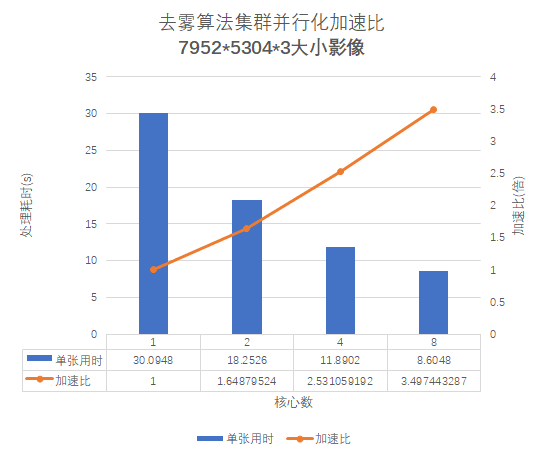 去雾算法集群并行化加速比
7952*5304*3大小影像
35
30
25
20
15
10
5
0
处理耗时(s)
4
3.5
3
2.5
2
1.5
1
0.5
0
加速比(倍)
1 2 4 8
单张用时 30.0948 18.2526 11.8902 8.6048
加速比 1 1.64879524 2.531059192 3.497443287
核心数
单张用时 加速比